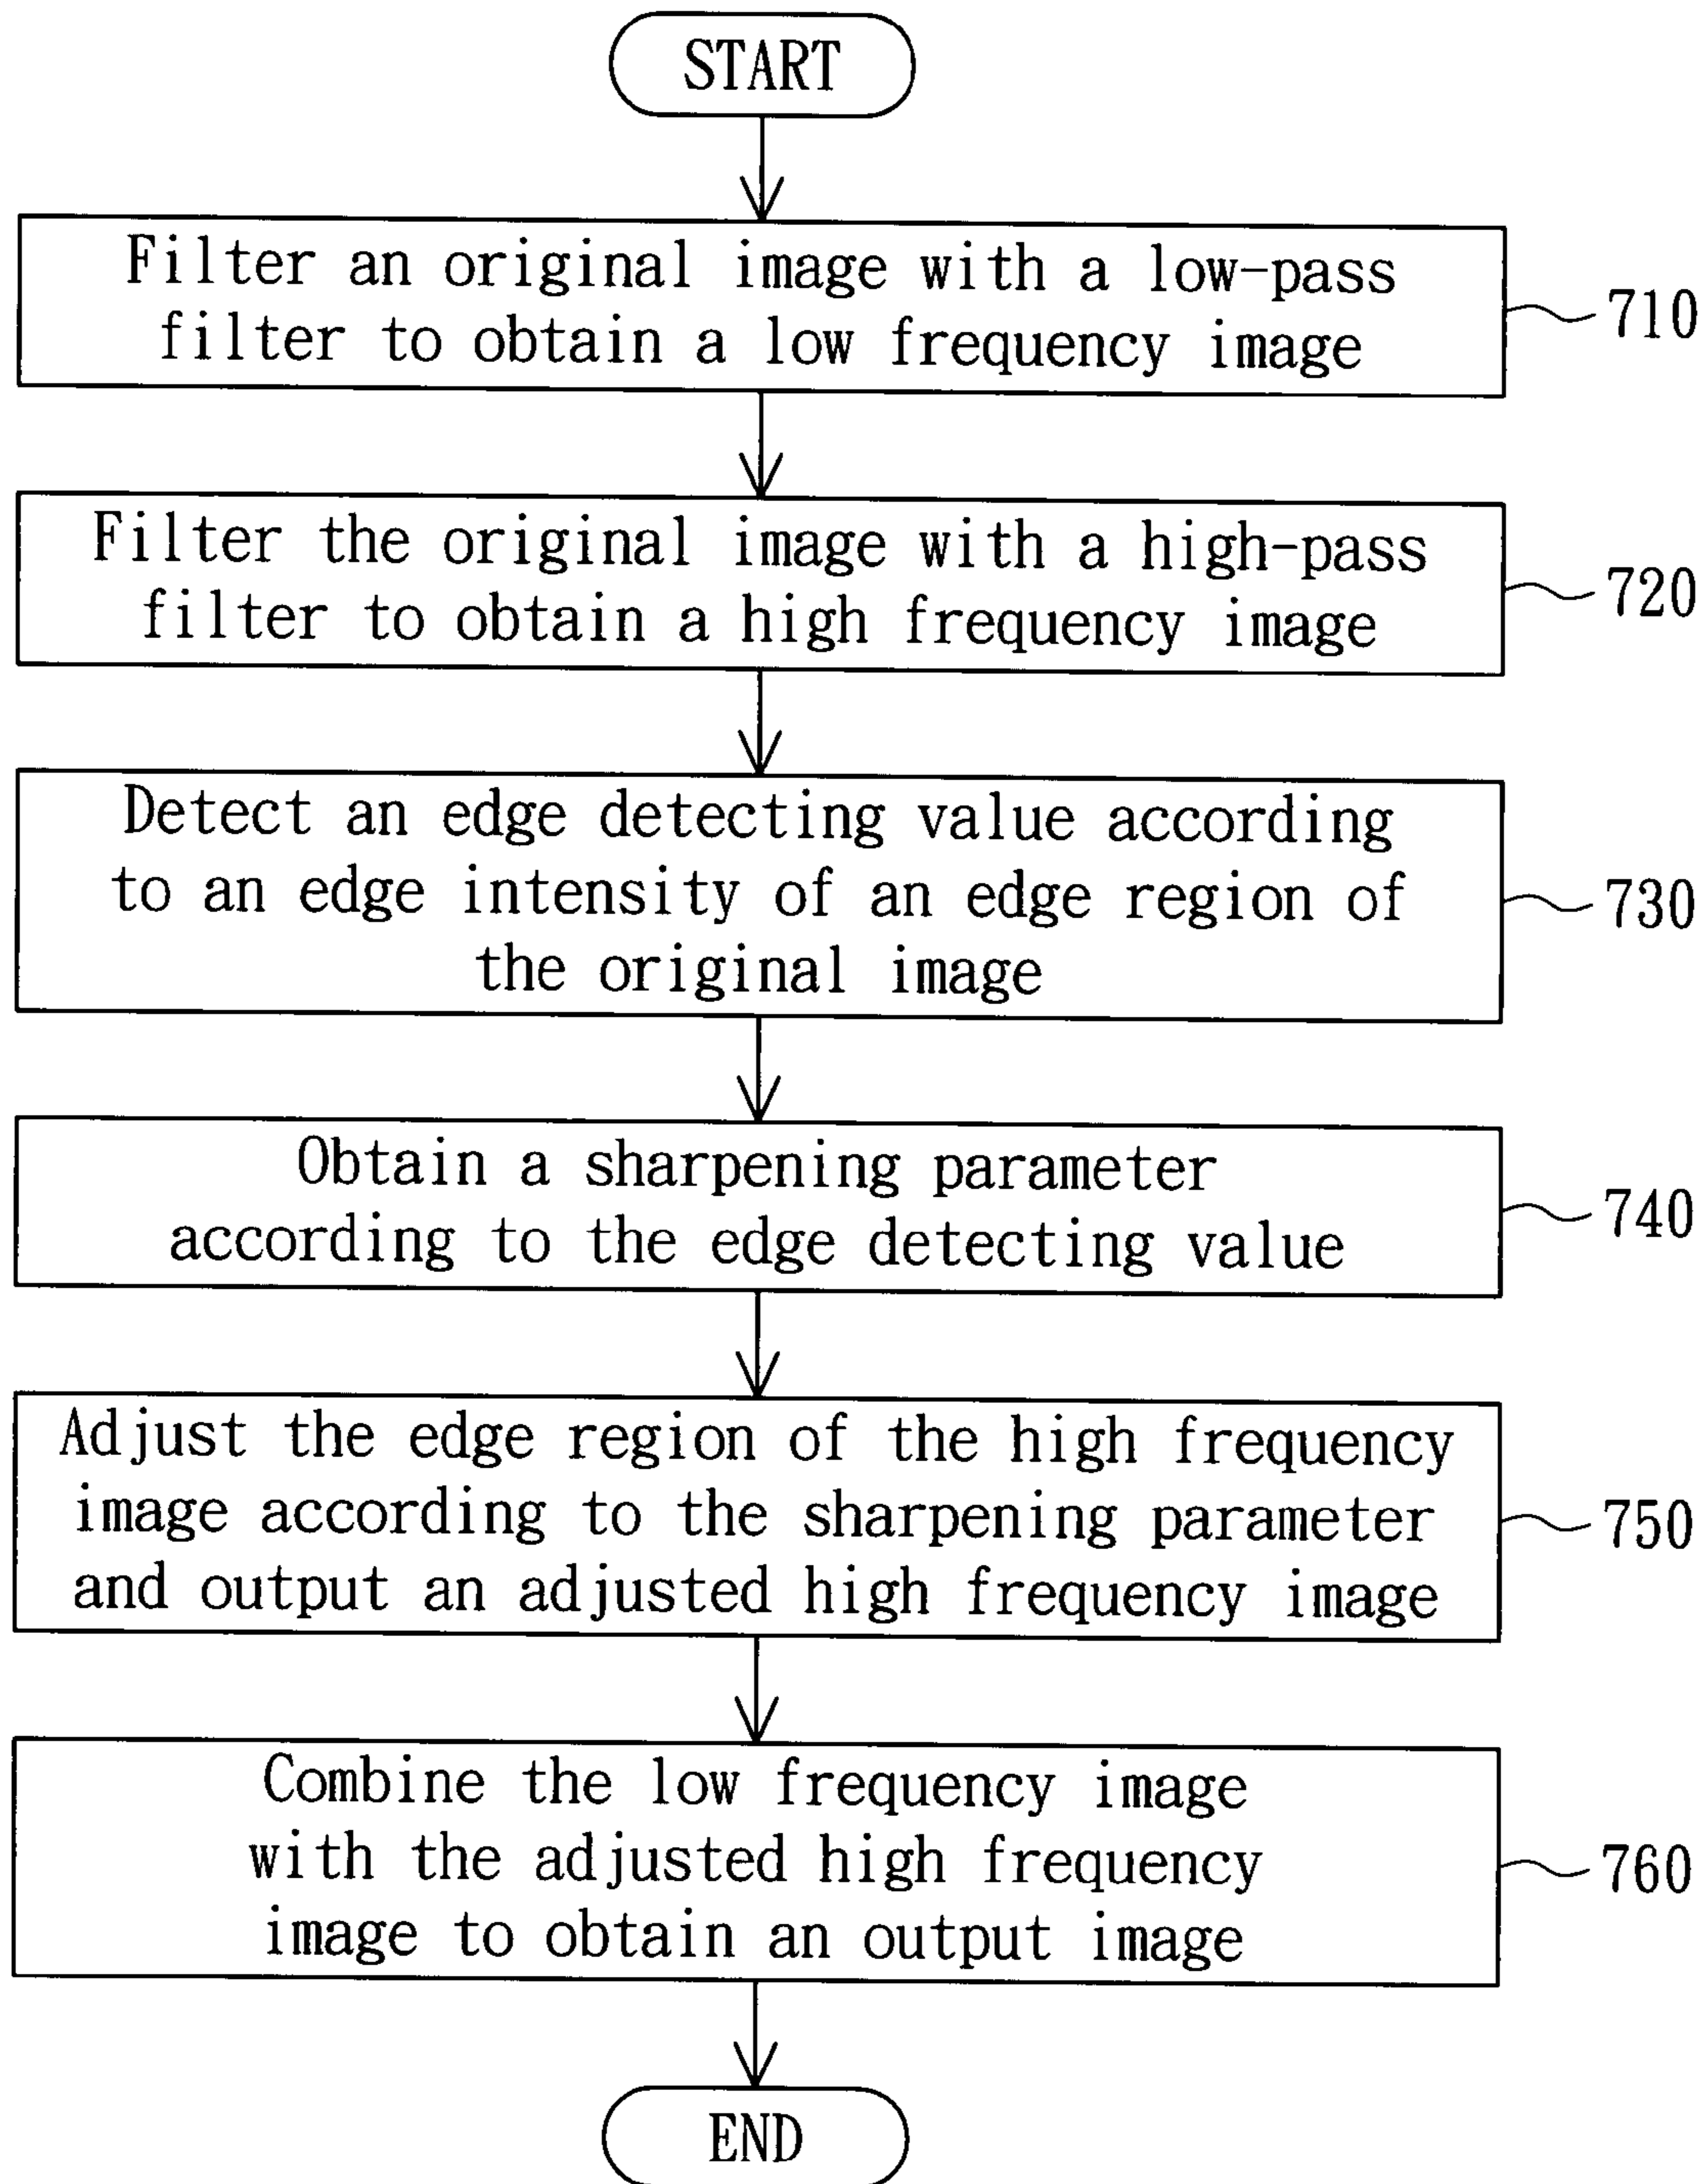 START
Filter an original image with a low-pass
filter to obtain a low frequency image
710
Filter the original image with a high-pass
filter to obtain a high frequency image
720
Detect an edge detecting value according
to an edge intensity of an edge region of
the original image
730
Obtain a sharpening parameter
according to the edge detecting value
740
Adjust the edge region of the high frequency
image according to the sharpening parameter
and output an adjusted high frequency image
750
Combine the low frequency image
with the adjusted high frequency
image to obtain an output image
760
END